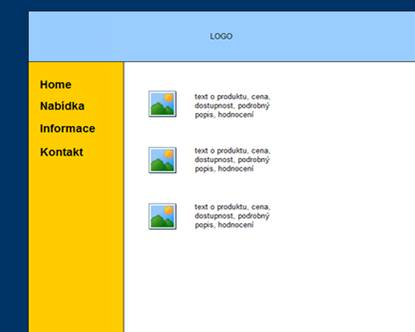 LOGO
Home
Nabídka
Informace
Kontakt
text o produktu, cena,
dostupnost, podrobný
popis, hodnocení
text o produktu, cena,
dostupnost, podrobný
popis, hodnocení
text o produktu, cena,
dostupnost, podrobný
popis, hodnocení